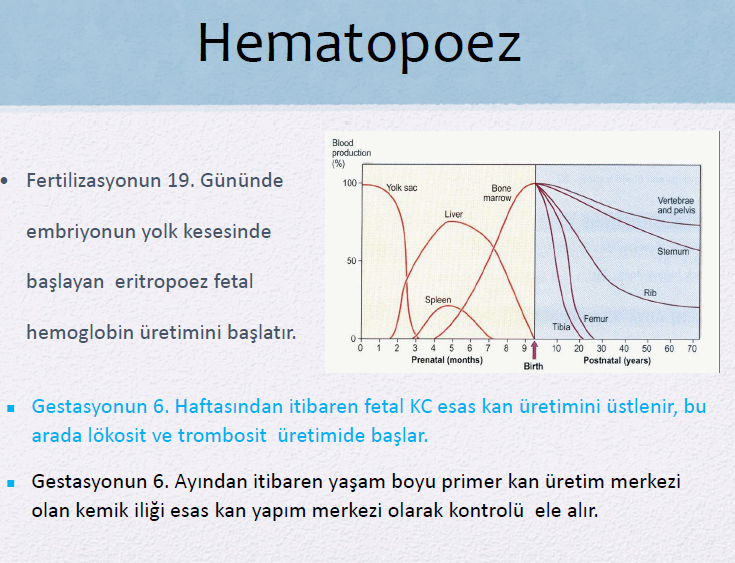 Hematopoez
• Fertilizasyonun 19. Gününde
embriyonun yolk kesesinde
başlayan eritropoez fetal
hemoglobin üretimini başlatır.
Blood
production
(%)
100
50
0
Yolk sac
Liver
Spleen
Bone
marrow
Vertebrae
and pelvis
Sternum
Rib
Femur
Tibia
0 1 2 3 4 5 6 7 8 9 10 20 30 40 50 60 70
Prenatal (months) Postnatal (years)
Birth
▪ Gestasyonun 6. Haftasından itibaren fetal KC esas kan üretimini üstlenir, bu
arada lökosit ve trombosit üretimide başlar.
▪ Gestasyonun 6. Ayından itibaren yaşam boyu primer kan üretim merkezi
olan kemik iliği esas kan yapım merkezi olarak kontrolü ele alır.